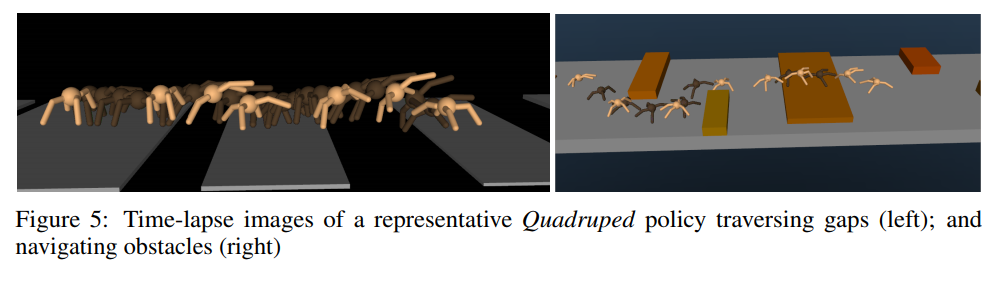 Figure 5: Time-lapse images of a representative Quadruped policy traversing gaps (left); and
navigating obstacles (right)